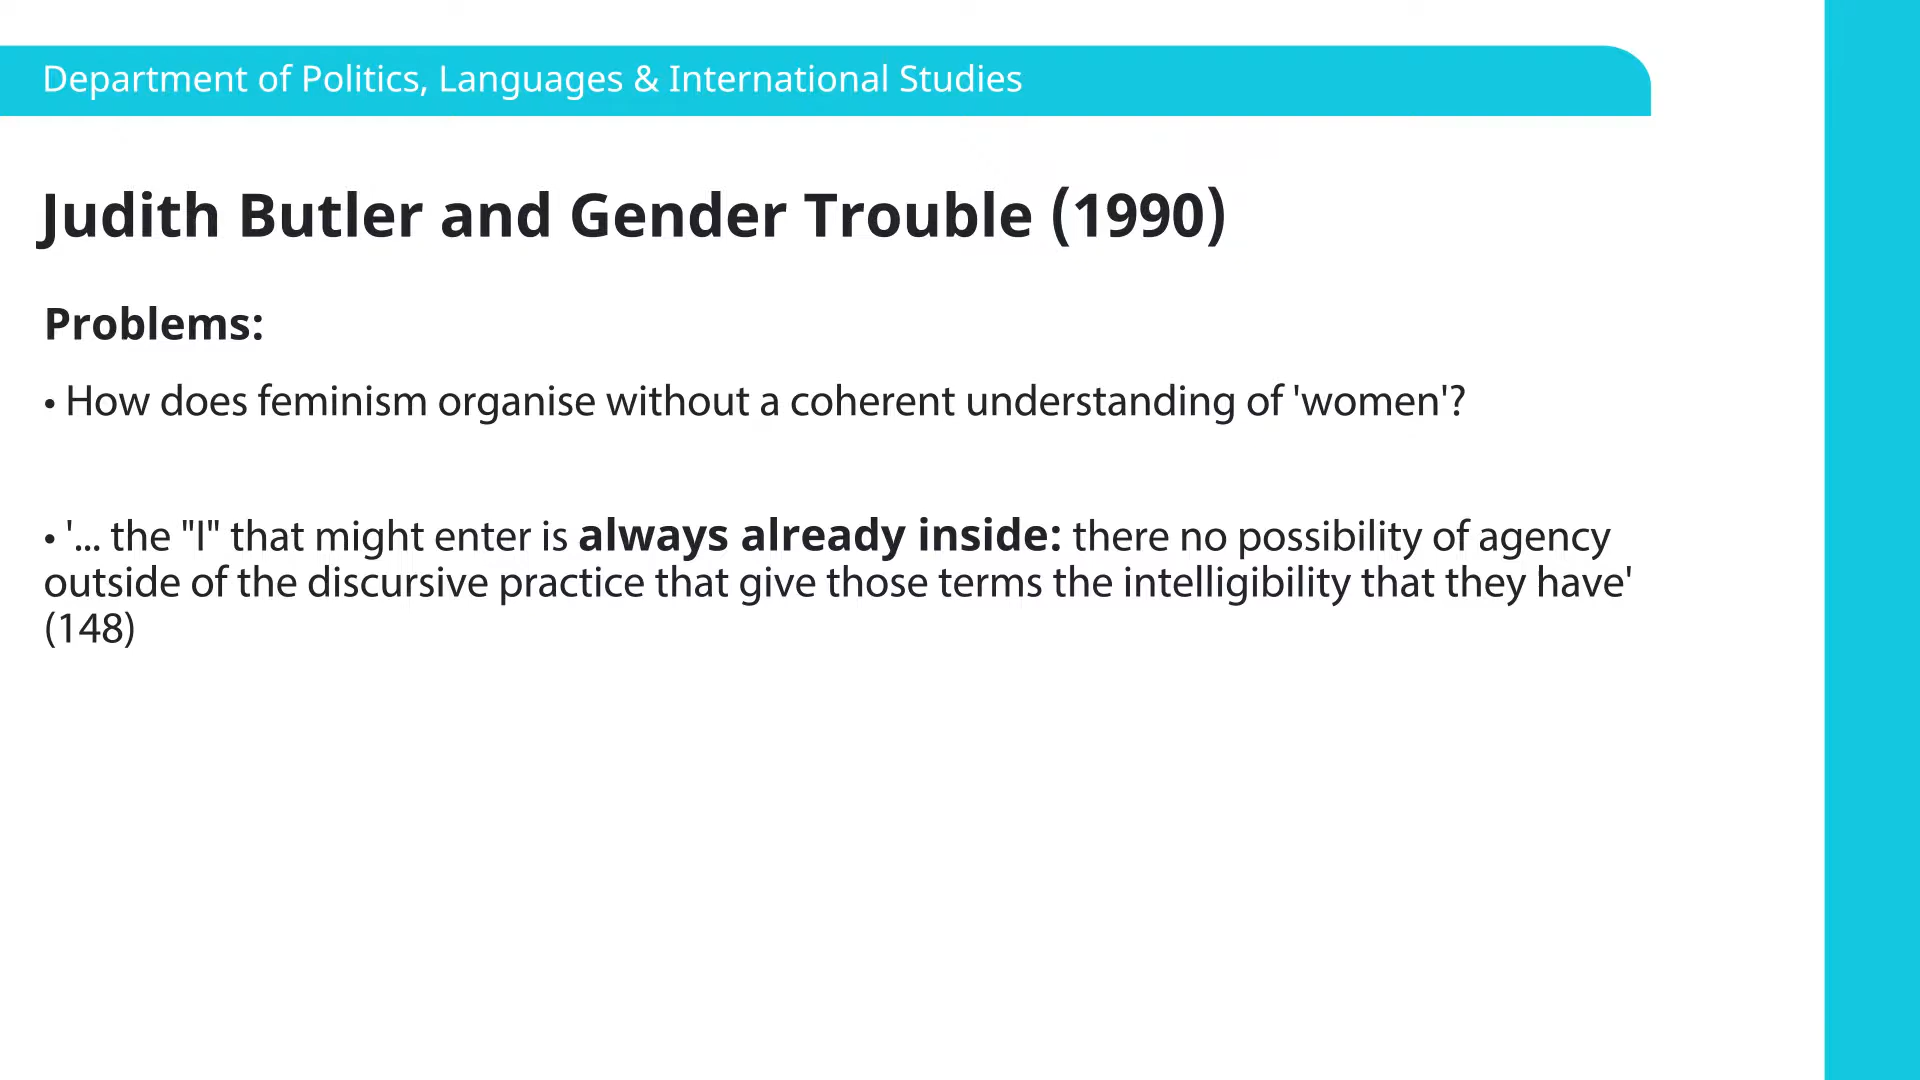 Department of Politics, Languages & International Studies
Judith Butler and Gender Trouble (1990)
Problems:
• How does feminism organise without a coherent understanding of 'women'?
• '... the "I" that might enter is always already inside: there no possibility of agency
outside of the discursive practice that give those terms the intelligibility that they have'
(148)